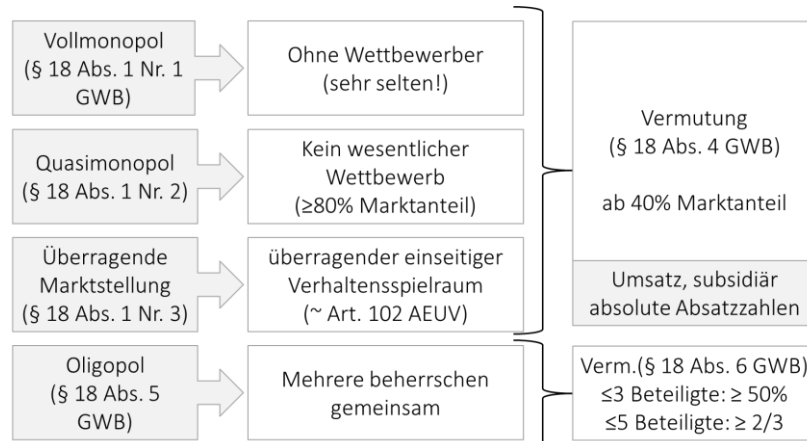 Vollmonopol
(§ 18 Abs. 1 Nr. 1
GWB)
Ohne Wettbewerber
(sehr selten!)
Quasimonopol
(§ 18 Abs. 1 Nr. 2)
Kein wesentlicher
Wettbewerb
(≥80% Marktanteil)
Überragende
Marktstellung
(§ 18 Abs. 1 Nr. 3)
überragender einseitiger
Verhaltensspielraum
(~ Art. 102 AEUV)
Vermutung
(§ 18 Abs. 4 GWB)
ab 40% Marktanteil
Umsatz, subsidiär
absolute Absatzzahlen
Oligopol
(§ 18 Abs. 5
GWB)
Mehrere beherrschen
gemeinsam
Verm.(§ 18 Abs. 6 GWB)
≤3 Beteiligte: ≥ 50%
≤5 Beteiligte: ≥ 2/3